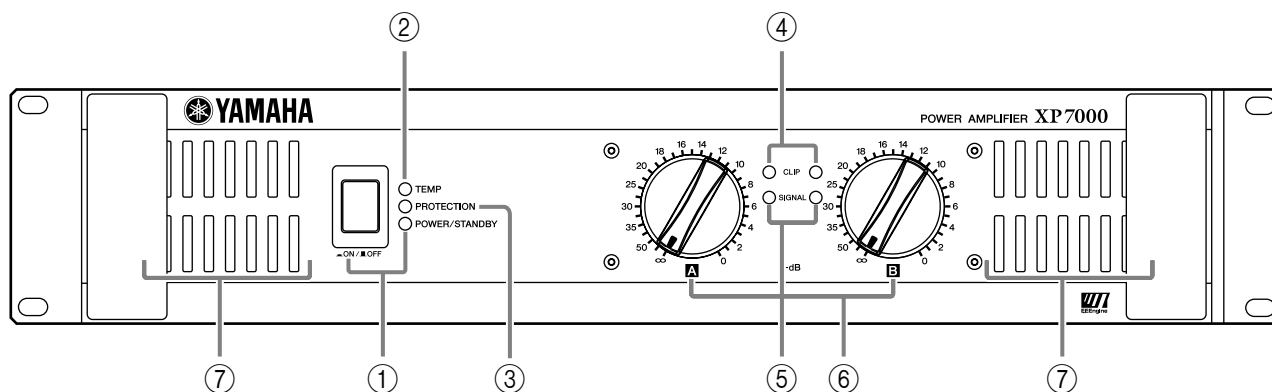 ② ④
YAMAHA
POWER AMPLIFIER XP7000
TEMP
PROTECTION
POWER/STANDBY
ON / OFF
∞ 50 35 30 25 20 18 16 14 12 10 8 6 4 2 0
A
CLIP
SIGNAL
-dB
∞ 50 35 30 25 20 18 16 14 12 10 8 6 4 2 0
B
EEEngine
⑦ ① ③ ⑤ ⑥ ⑦